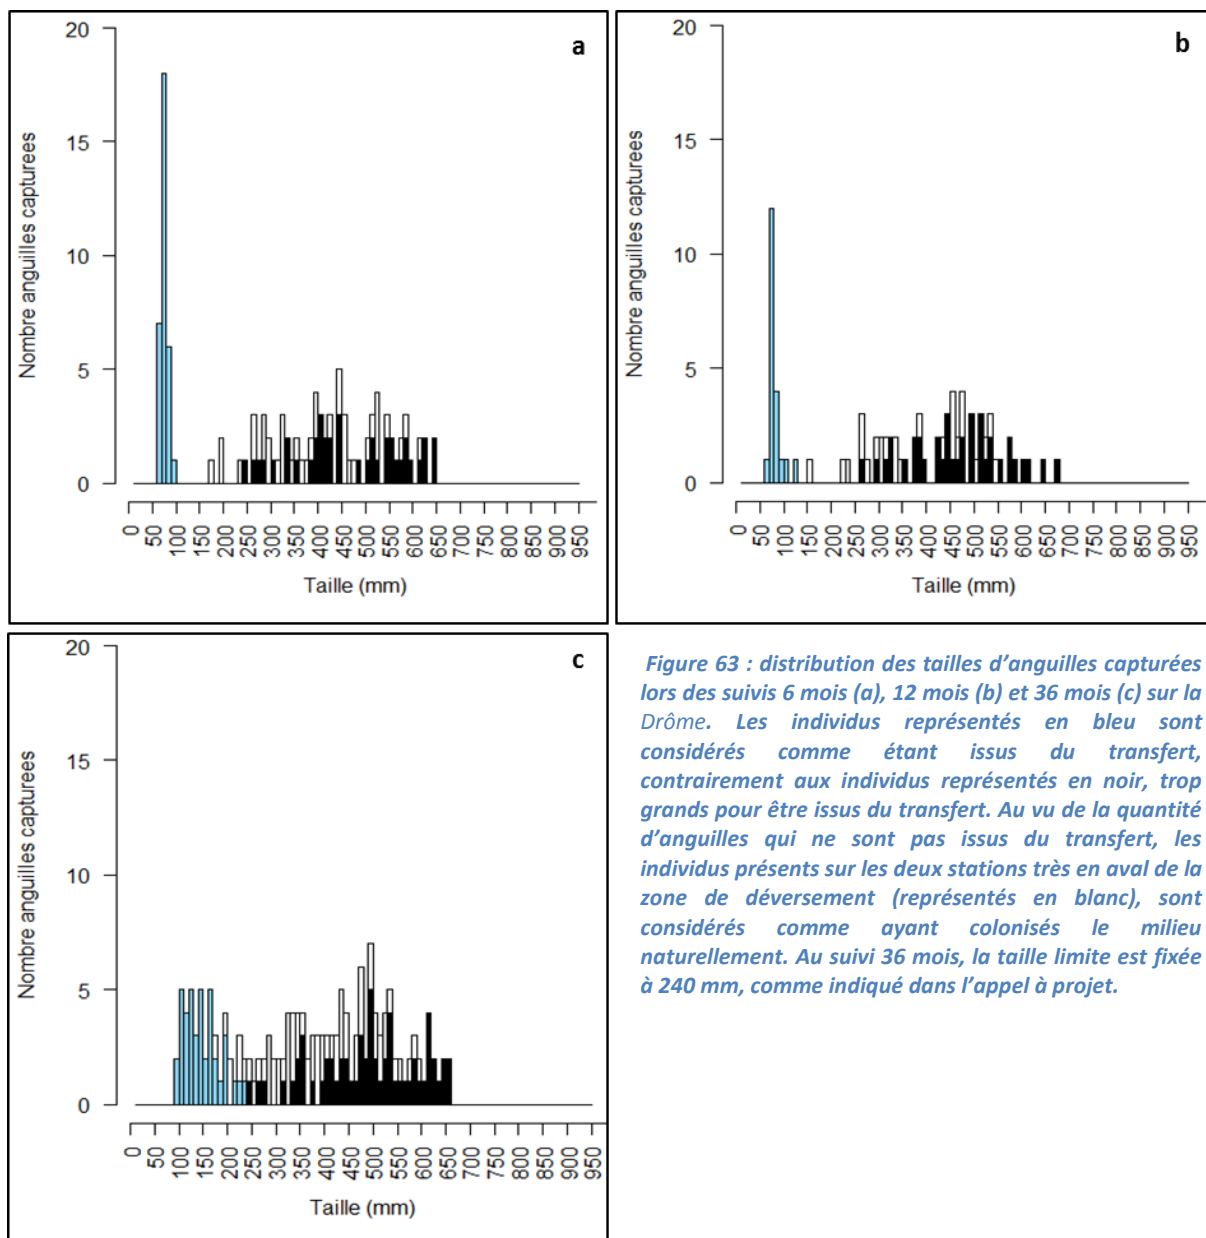 a
20
15
10
5
0
Nombre anguilles capturees
0 50 100 150 200 250 300 350 400 450 500 550 600 650 700 750 800 850 900 950
Taille (mm)
b
20
15
10
5
0
Nombre anguilles capturees
0 50 100 150 200 250 300 350 400 450 500 550 600 650 700 750 800 850 900 950
Taille (mm)
c
20
15
10
5
0
Nombre anguilles capturees
0 50 100 150 200 250 300 350 400 450 500 550 600 650 700 750 800 850 900 950
Taille (mm)
Figure 63 : distribution des tailles d’anguilles capturées
lors des suivis 6 mois (a), 12 mois (b) et 36 mois (c) sur la
Drôme. Les individus représentés en bleu sont
considérés comme étant issus du transfert,
contrairement aux individus représentés en noir, trop
grands pour être issus du transfert. Au vu de la quantité
d’anguilles qui ne sont pas issus du transfert, les
individus présents sur les deux stations très en aval de la
zone de déversement (représentés en blanc), sont
considérés comme ayant colonisés le milieu
naturellement. Au suivi 36 mois, la taille limite est fixée
à 240 mm, comme indiqué dans l’appel à projet.